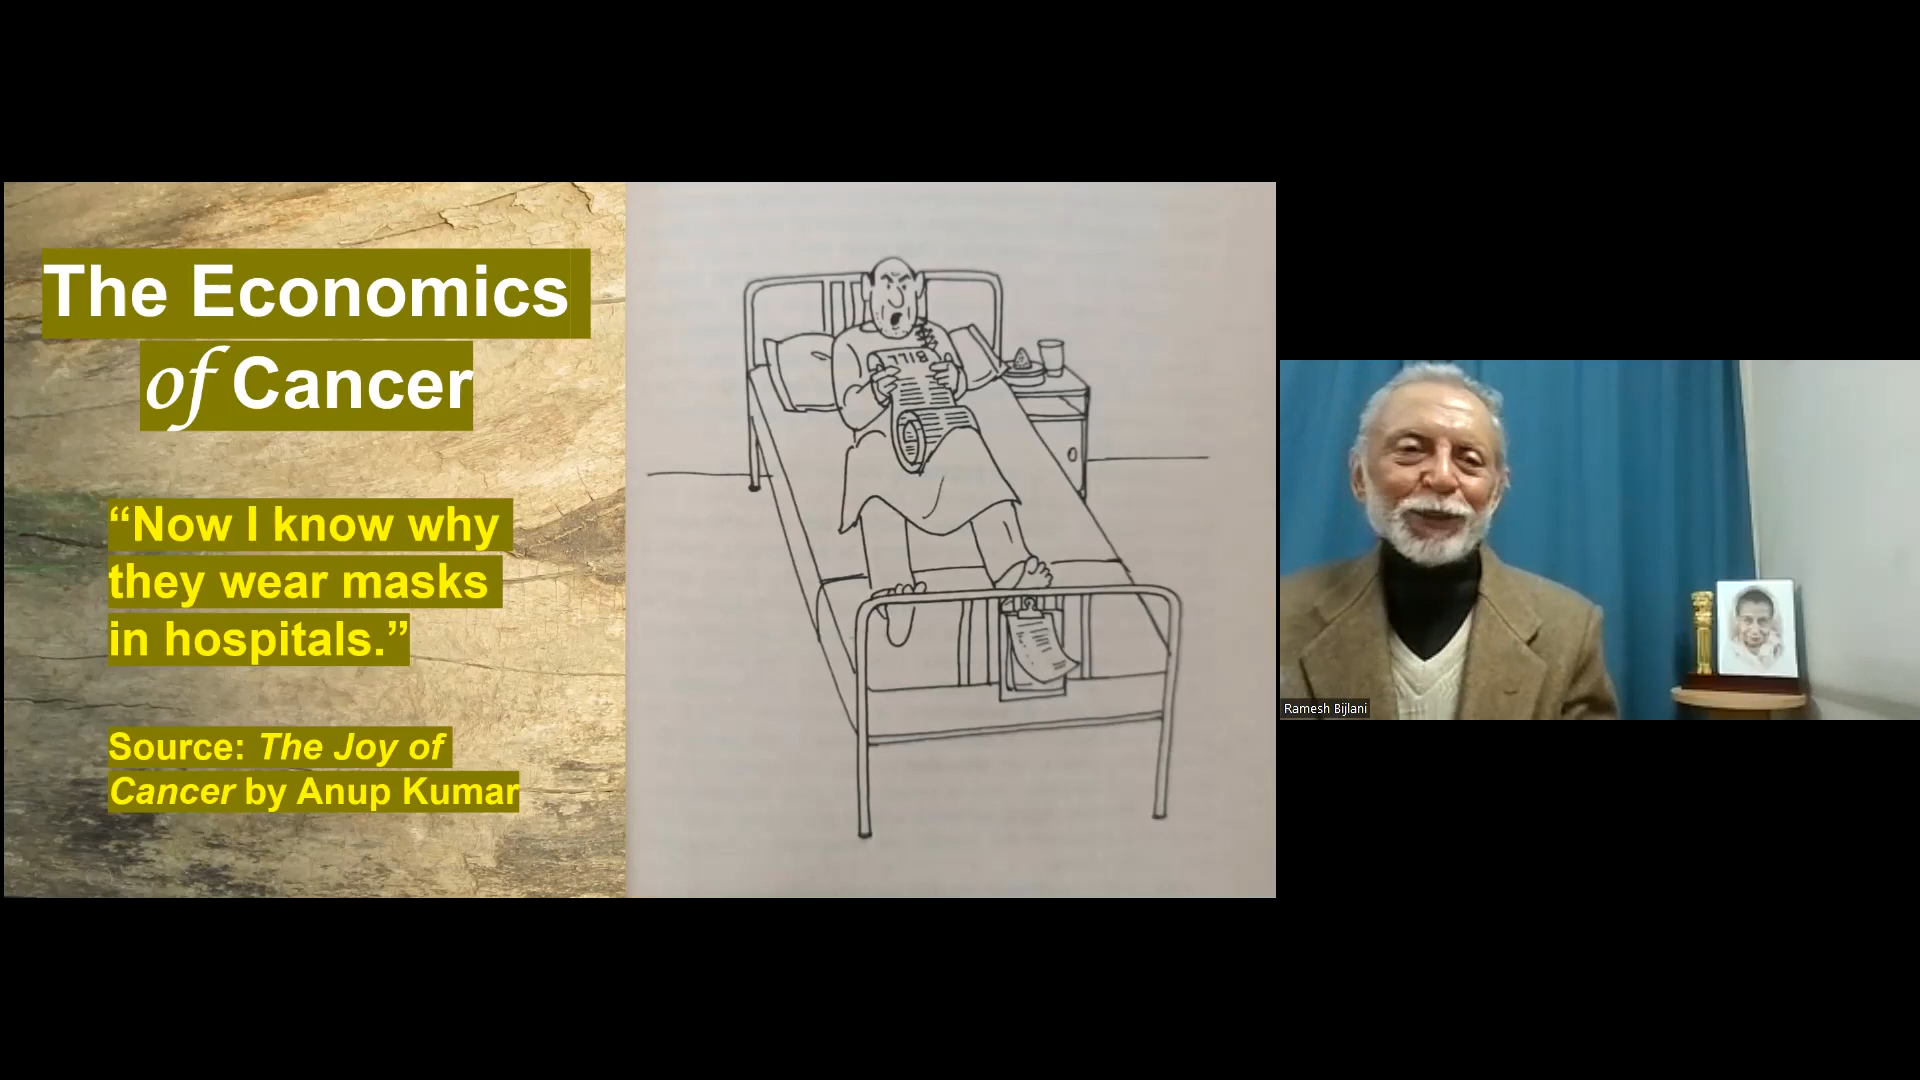 The Economics
of Cancer
“Now I know why
they wear masks
in hospitals.”
Source: The Joy of
Cancer by Anup Kumar
BILL
Ramesh Bijlani